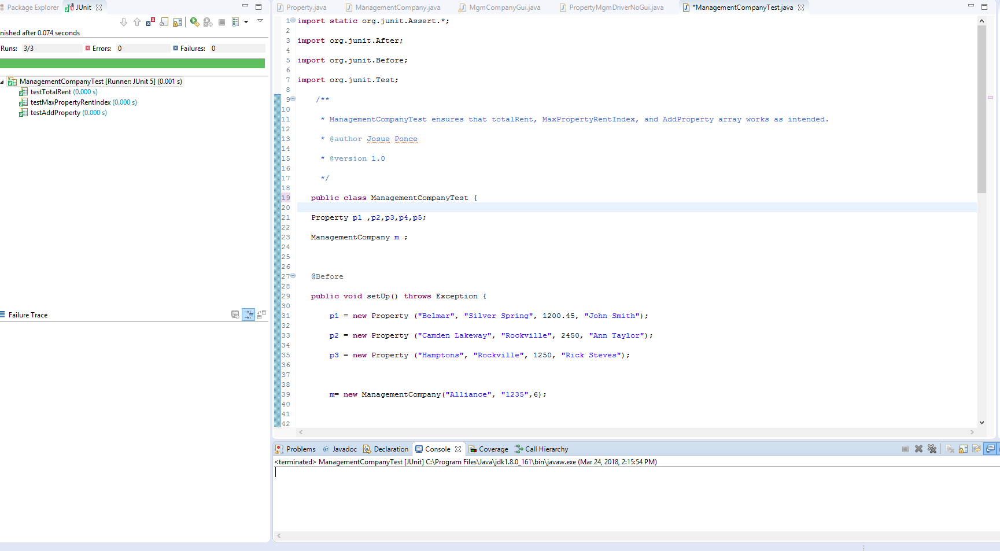 Package Explorer JUnit
nished after 0.074 seconds
Runs: 3/3 Errors: 0 Failures: 0
ManagementCompanyTest [Runner: JUnit 5] (0.001 s)
testTotalRent (0.000 s)
testMaxPropertyRentIndex (0.000 s)
testAddProperty (0.000 s)
Failure Trace
Property.java ManagementCompany.java MgmCompanyGui.java PropertyMgmDriverNoGui.java *ManagementCompanyTest.java
1 import static org.junit.Assert.*;
2
3 import org.junit.After;
4
5 import org.junit.Before;
6
7 import org.junit.Test;
8
9 /**
10
11 * ManagementCompanyTest ensures that totalRent, MaxPropertyRentIndex, and AddProperty array works as intended.
12
13 * @author Josue Ponce
14
15 * @version 1.0
16
17 */
18
19 public class ManagementCompanyTest {
20
21 Property p1 ,p2,p3,p4,p5;
22
23 ManagementCompany m ;
24
25
26
27 @Before
28
29 public void setUp() throws Exception {
30
31 p1 = new Property ("Belmar", "Silver Spring", 1200.45, "John Smith");
32
33 p2 = new Property ("Camden Lakeway", "Rockville", 2450, "Ann Taylor");
34
35 p3 = new Property ("Hamptons", "Rockville", 1250, "Rick Steves");
36
37
38
39 m= new ManagementCompany("Alliance", "1235",6);
40
41
42
Problems @ Javadoc Declaration Console Coverage Call Hierarchy
<terminated> ManagementCompanyTest [JUnit] C:\Program Files\Java\jdk1.8.0_161\bin\javaw.exe (Mar 24, 2018, 2:15:54 PM)